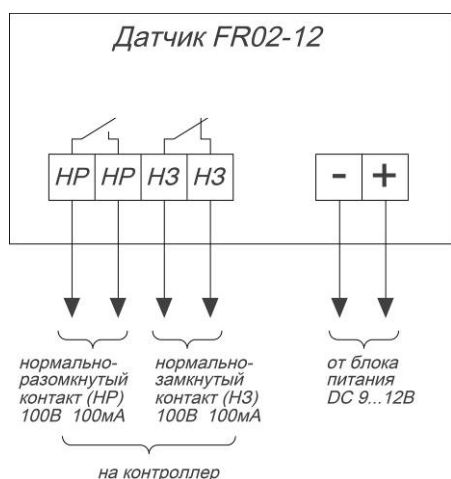 Датчик FR02-12
НР НР НЗ НЗ - +
нормально-
разомкнутый
контакт (НР)
100В 100мА
нормально-
замкнутый
контакт (НЗ)
100В 100мА
от блока
питания
DC 9...12В
на контроллер